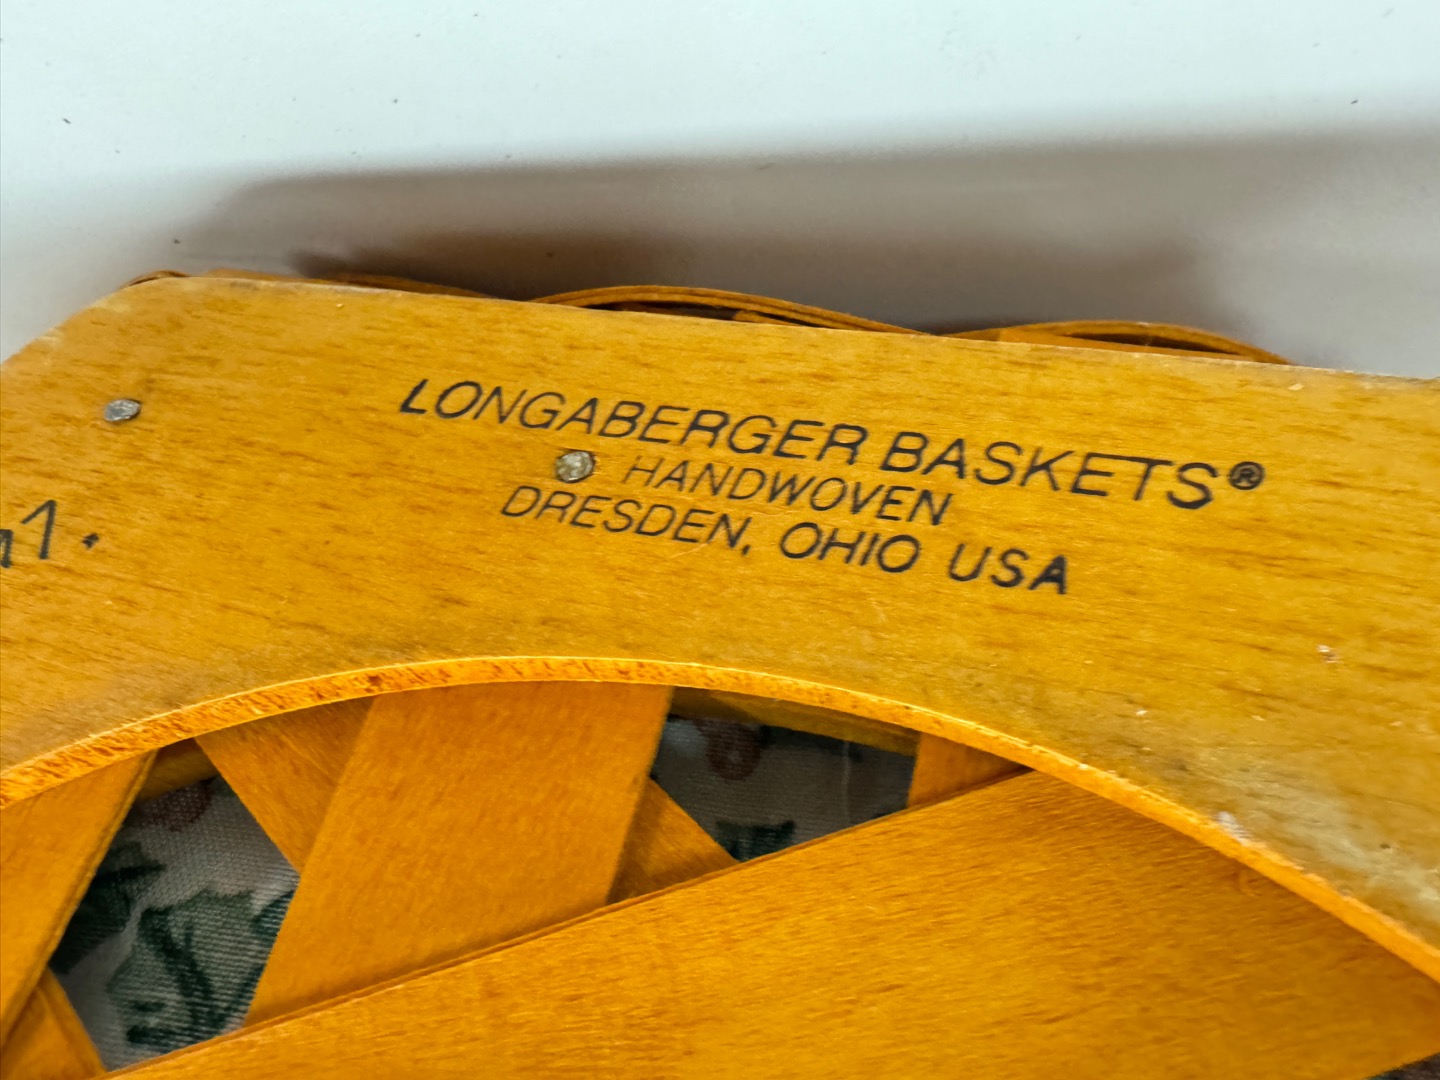 LONGABERGER BASKETS®
HANDWOVEN
DRESDEN, OHIO USA